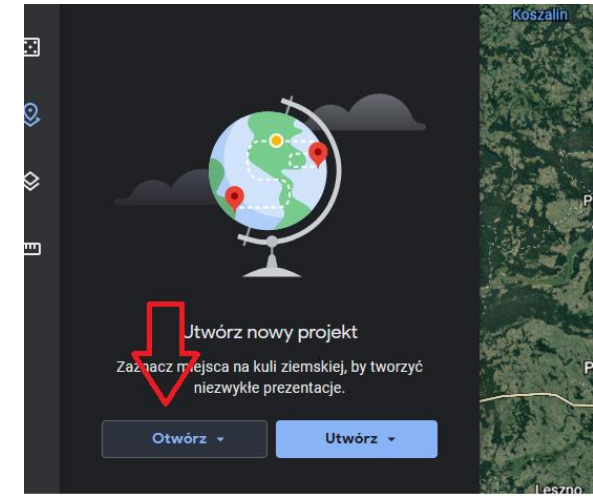 Koszalin
P
Utwórz nowy projekt
Zaznacz miejsca na kuli ziemskiej, by tworzyć
niezwykłe prezentacje.
P
Otwórz
Utwórz
Leszno